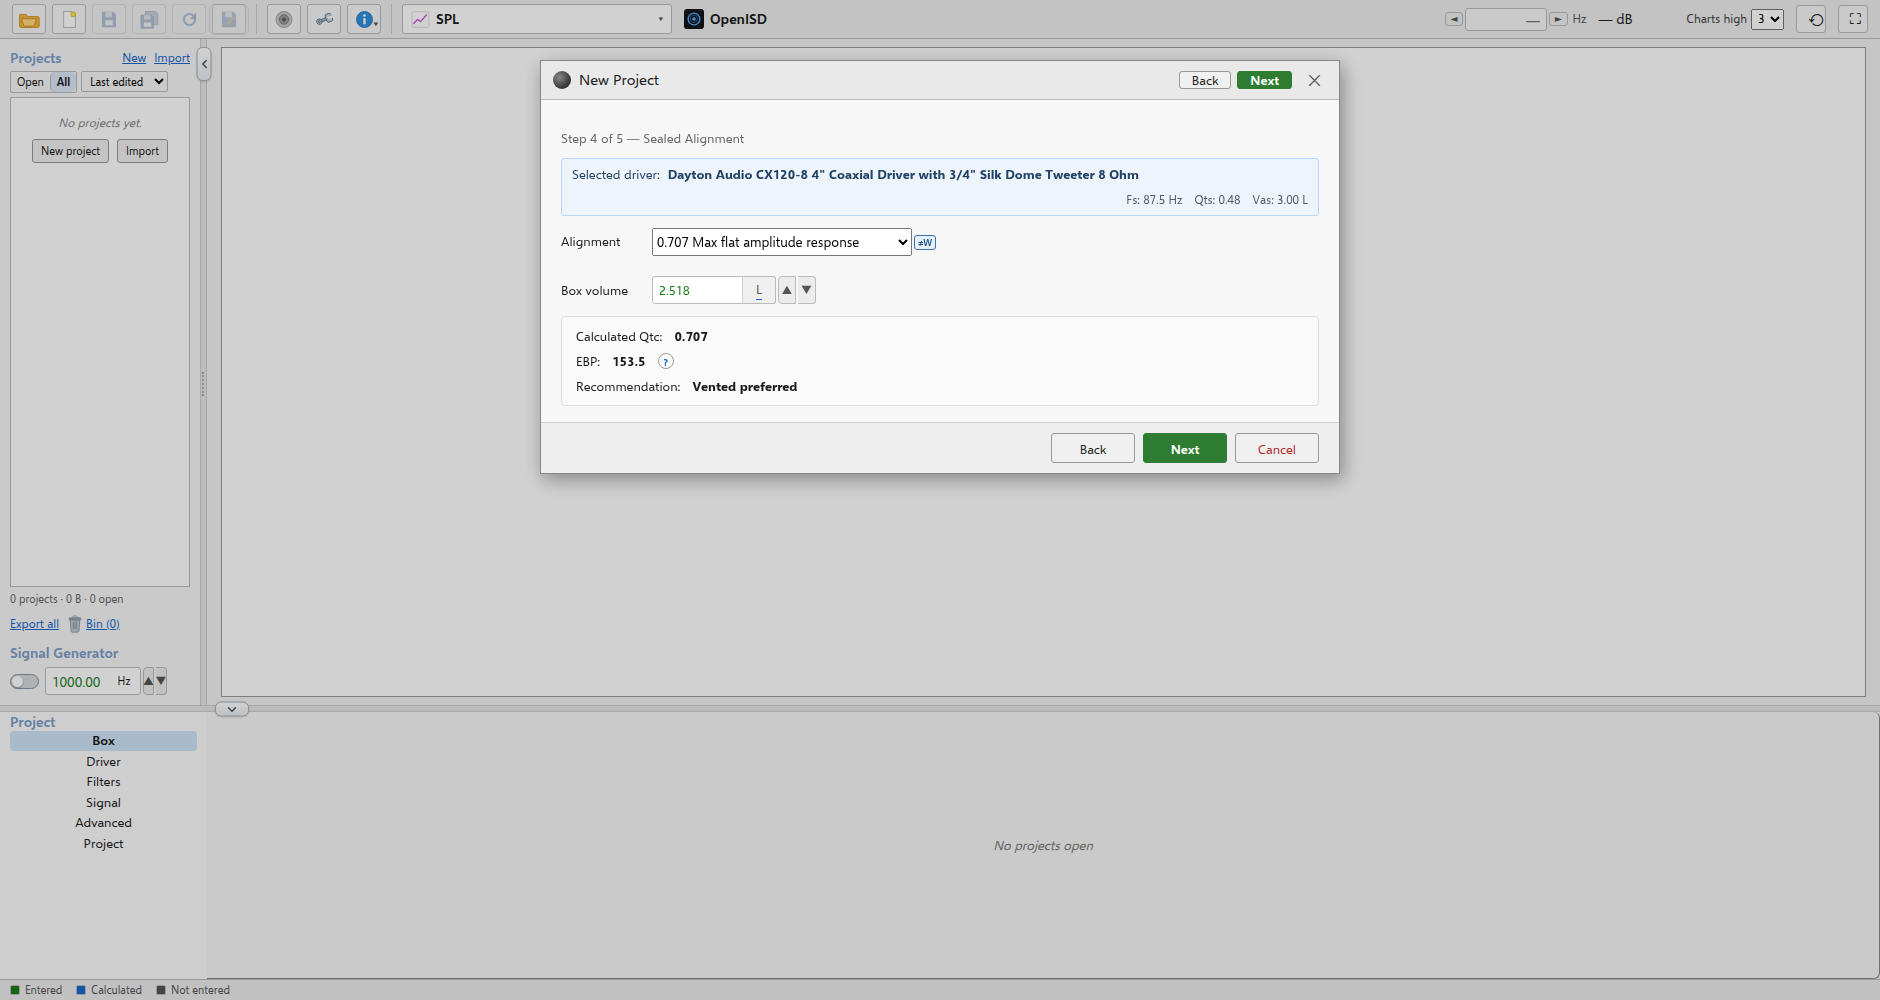 SPL
OpenISD
—
Hz
— dB
Charts high
3
Projects
New
Import
Open
All
Last edited
No projects yet.
New project
Import
0 projects · 0 B · 0 open
Export all
Bin (0)
Signal Generator
1000.00
Hz
New Project
Back
Next
Step 4 of 5 — Sealed Alignment
Selected driver: Dayton Audio CX120-8 4" Coaxial Driver with 3/4" Silk Dome Tweeter 8 Ohm
Fs: 87.5 Hz Qts: 0.48 Vas: 3.00 L
Alignment
0.707 Max flat amplitude response
≠W
Box volume
2.518
L
Calculated Qtc: 0.707
EBP: 153.5
?
Recommendation: Vented preferred
Back
Next
Cancel
Project
Box
Driver
Filters
Signal
Advanced
Project
No projects open
Entered
Calculated
Not entered